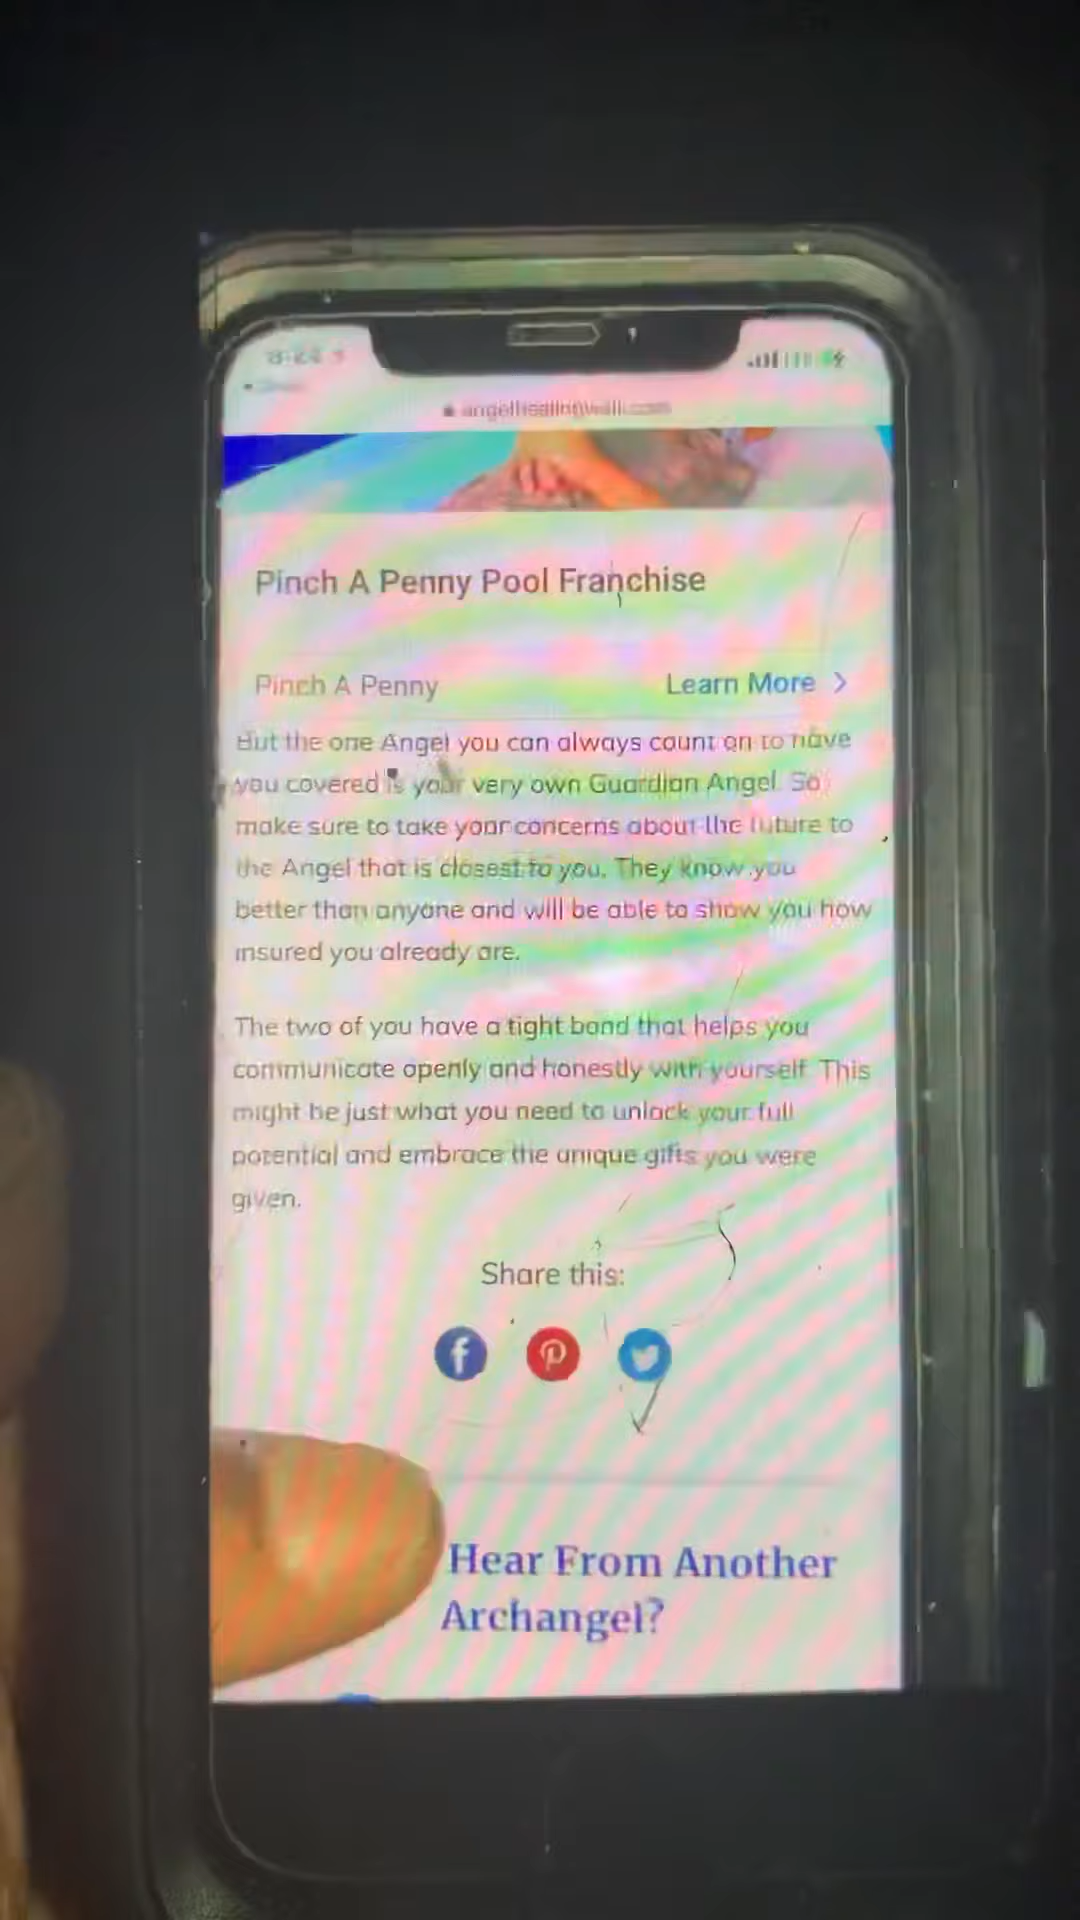 Pinch A Penny Pool Franchise
Pinch A Penny
Learn More >
But the one Angel you can always count on to have
you covered is your very own Guardian Angel. So
make sure to take your concerns about the future to
the Angel that is closest to you. They know you
better than anyone and will be able to show you how
insured you already are.
The two of you have a tight bond that helps you
communicate openly and honestly with yourself. This
might be just what you need to unlock your full
potential and embrace the unique gifts you were
given.
Share this:
Hear From Another
Archangel?